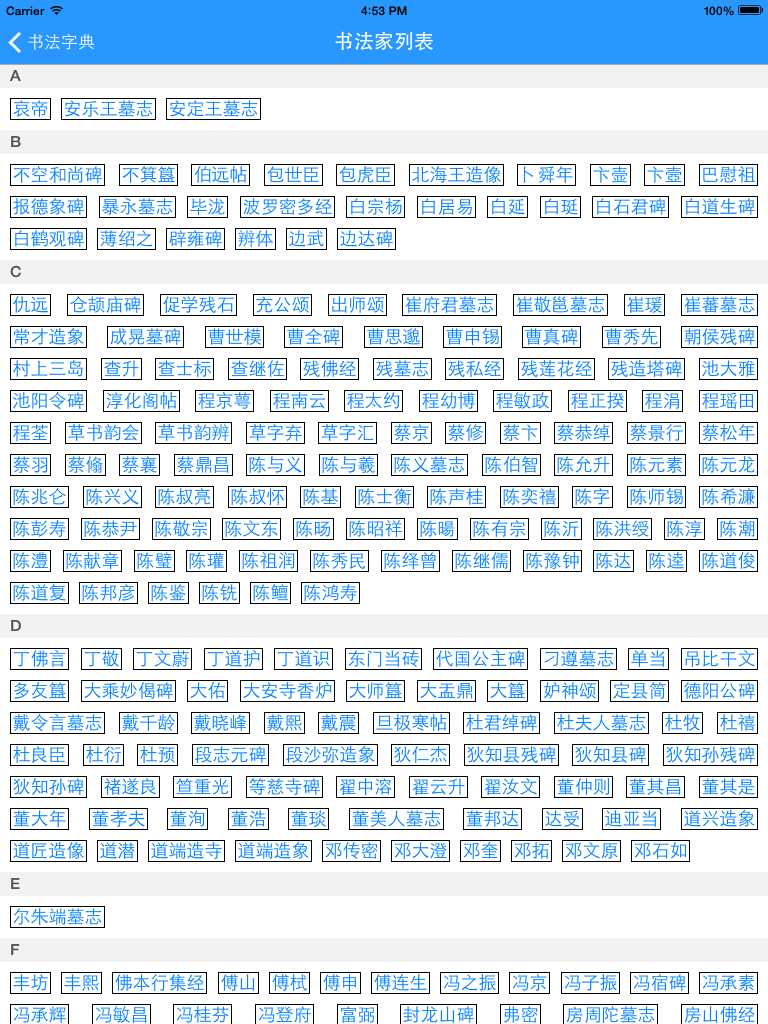 Carrier 4:53 PM 100%
书法字典 书法家列表
A
哀帝 安乐王墓志 安定王墓志
B
不空和尚碑 不箕簋 伯远帖 包世臣 包虎臣 北海王造像 卜舜年 卞壸 卞壼 巴慰祖
报德象碑 暴永墓志 毕泷 波罗密多经 白宗杨 白居易 白延 白珽 白石君碑 白道生碑
白鹤观碑 薄绍之 辟雍碑 辨体 边武 边达碑
C
仇远 仓颉庙碑 促学残石 充公颂 出师颂 崔府君墓志 崔敬邕墓志 崔瑗 崔蕃墓志
常才造象 成晃墓碑 曹世模 曹全碑 曹思邈 曹申锡 曹真碑 曹秀先 朝侯残碑
村上三岛 查升 查士标 查继佐 残佛经 残墓志 残私经 残莲花经 残造塔碑 池大雅
池阳令碑 淳化阁帖 程京萼 程南云 程太约 程幼博 程敏政 程正揆 程涓 程瑶田
程荃 草书韵会 草书韵辨 草字弃 草字汇 蔡京 蔡修 蔡卞 蔡恭绰 蔡景行 蔡松年
蔡羽 蔡脩 蔡襄 蔡鼎昌 陈与义 陈与羲 陈义墓志 陈伯智 陈允升 陈元素 陈元龙
陈兆仑 陈兴义 陈叔亮 陈叔怀 陈基 陈士衡 陈声桂 陈奕禧 陈字 陈师锡 陈希濂
陈彭寿 陈恭尹 陈敬宗 陈文东 陈旸 陈昭祥 陈暘 陈有宗 陈沂 陈洪绶 陈淳 陈潮
陈澧 陈献章 陈璧 陈瓘 陈祖润 陈秀民 陈绎曾 陈继儒 陈豫钟 陈达 陈逵 陈道俊
陈道复 陈邦彦 陈鉴 陈铣 陈鳣 陈鸿寿
D
丁佛言 丁敬 丁文蔚 丁道护 丁道识 东门当砖 代国公主碑 刁遵墓志 单当 吊比干文
多友簋 大乘妙偈碑 大佑 大安寺香炉 大师簋 大盂鼎 大簋 妒神颂 定县简 德阳公碑
戴令言墓志 戴千龄 戴晓峰 戴熙 戴震 旦极寒帖 杜君绰碑 杜夫人墓志 杜牧 杜禧
杜良臣 杜衍 杜预 段志元碑 段沙弥造象 狄仁杰 狄知县残碑 狄知县碑 狄知孙残碑
狄知孙碑 褚遂良 笪重光 等慈寺碑 翟中溶 翟云升 翟汝文 董仲则 董其昌 董其是
董大年 董孝夫 董洵 董浩 董琰 董美人墓志 董邦达 达受 迪亚当 道兴造象
道匠造像 道潜 道端造寺 道端造象 邓传密 邓大澄 邓奎 邓拓 邓文原 邓石如
E
尔朱端墓志
F
丰坊 丰熙 佛本行集经 傅山 傅栻 傅申 傅连生 冯之振 冯京 冯子振 冯宿碑 冯承素
冯承辉 冯敏昌 冯桂芬 冯登府 富弼 封龙山碑 弗密 房周陀墓志 房山佛经